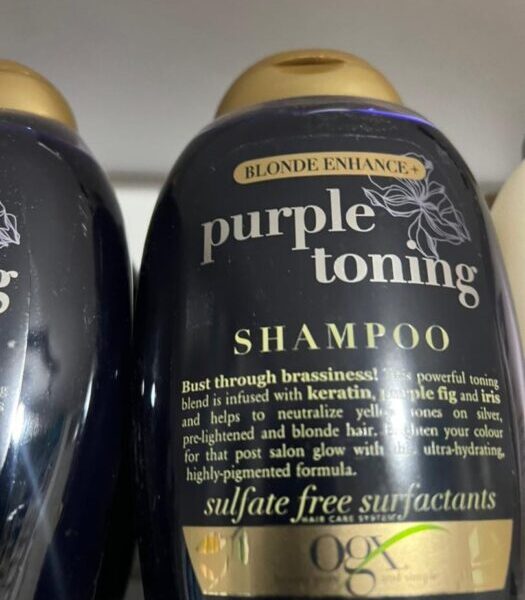 BLONDE ENHANCE+
purple
toning
SHAMPOO
Bust through brassiness! powerful toning
blend is infused with keratin, purple fig and iris
and helps to neutralize yellow tones on silver,
pre-lightened and blonde hair. Brighten your colour
for that post salon glow with this ultra-hydrating,
highly-pigmented formula.
sulfate free surfactants
HAIR CARE SYSTEM
ogx
g